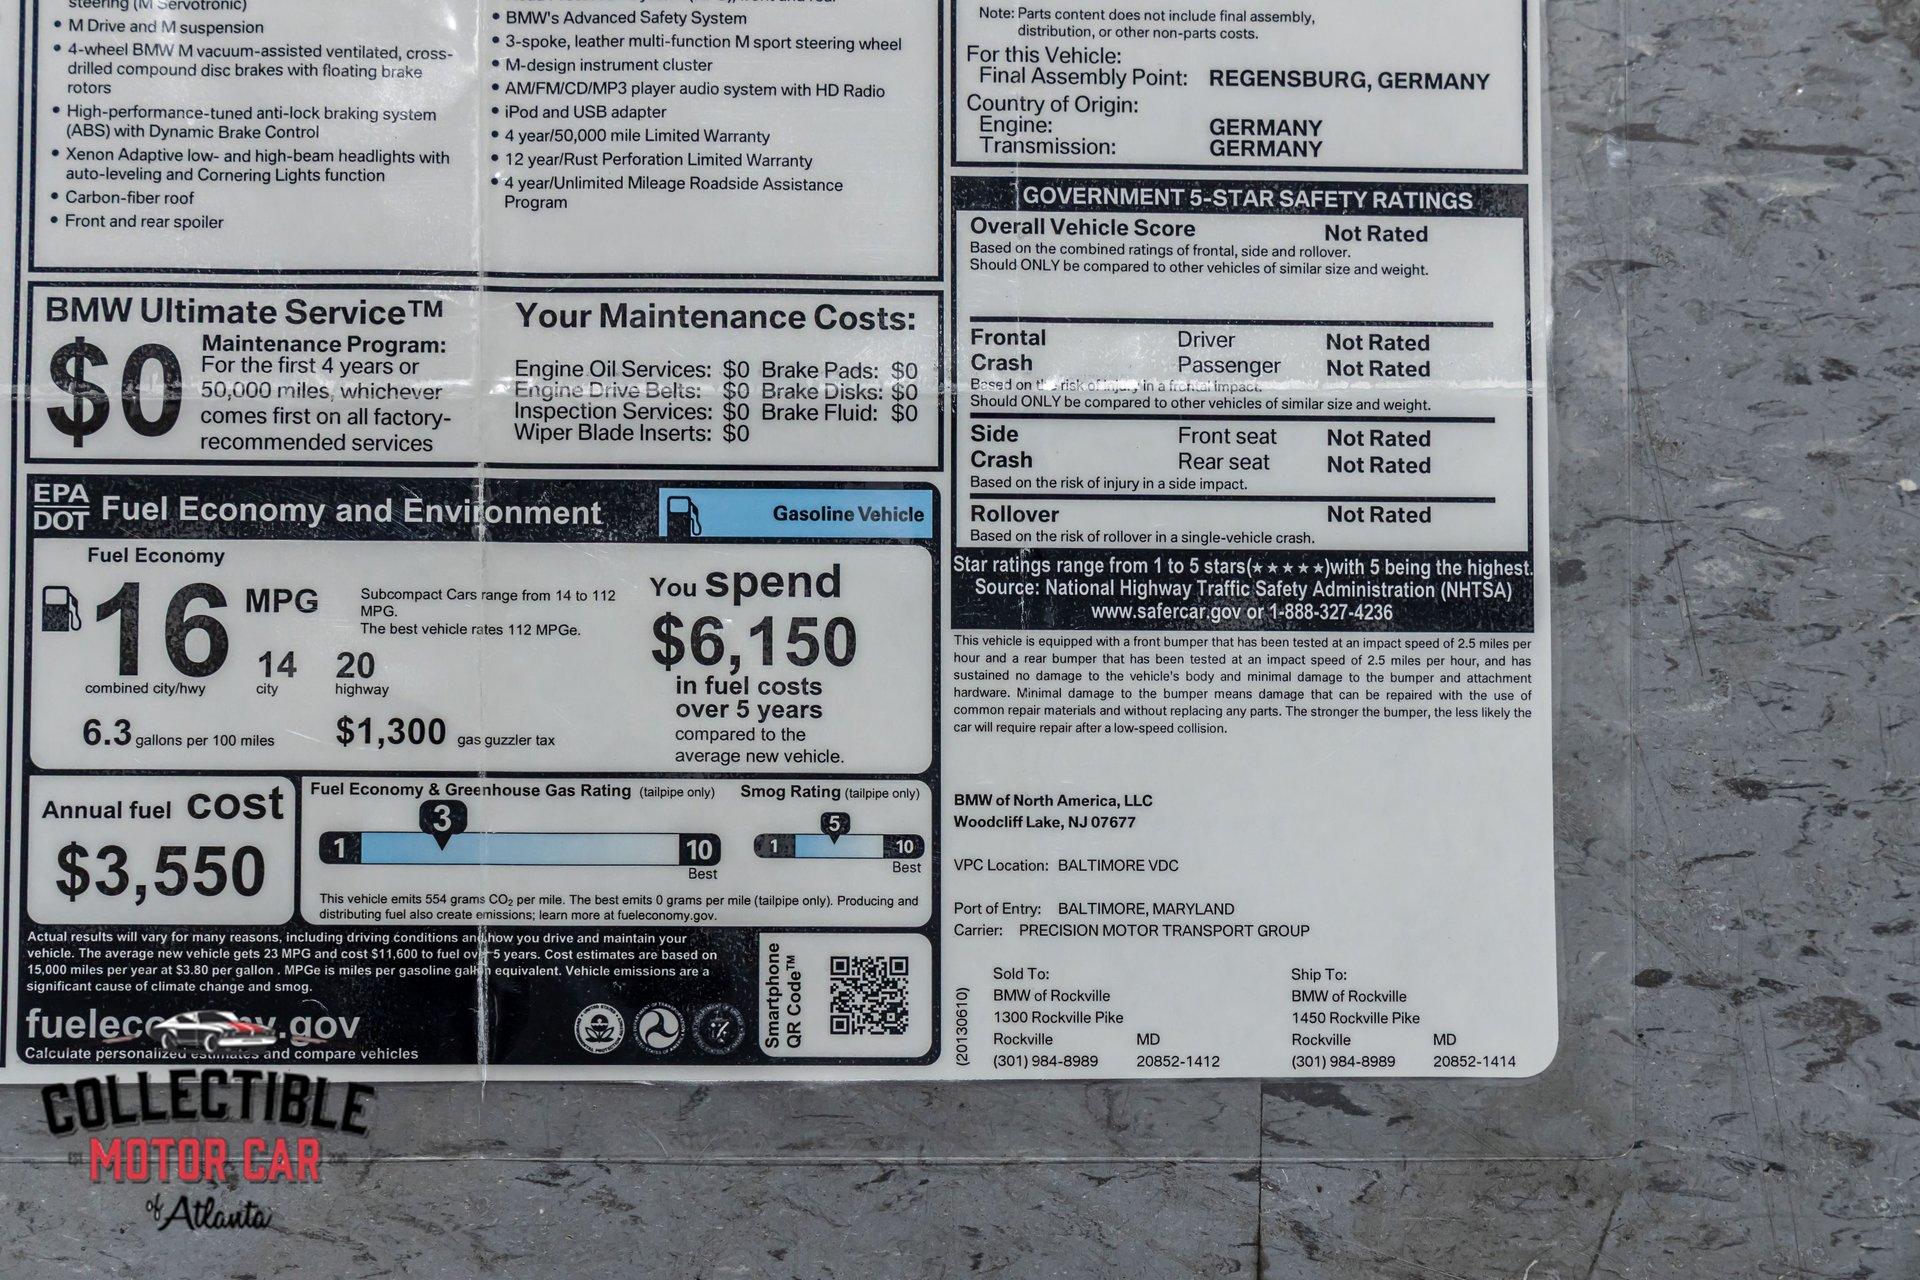 steering (M Servotronic)
• M Drive and M suspension
• 4-wheel BMW M vacuum-assisted ventilated, cross-
drilled compound disc brakes with floating brake
rotors
• High-performance-tuned anti-lock braking system
(ABS) with Dynamic Brake Control
• Xenon Adaptive low- and high-beam headlights with
auto-leveling and Cornering Lights function
• Carbon-fiber roof
• Front and rear spoiler
• BMW's Advanced Safety System
• 3-spoke, leather multi-function M sport steering wheel
• M-design instrument cluster
• AM/FM/CD/MP3 player audio system with HD Radio
• iPod and USB adapter
• 4 year/50,000 mile Limited Warranty
• 12 year/Rust Perforation Limited Warranty
• 4 year/Unlimited Mileage Roadside Assistance
Program
BMW Ultimate Service™
$0
Maintenance Program:
For the first 4 years or
50,000 miles, whichever
comes first on all factory-
recommended services
Your Maintenance Costs:
Engine Oil Services: $0 Brake Pads: $0
Engine Drive Belts: $0 Brake Disks: $0
Inspection Services: $0 Brake Fluid: $0
Wiper Blade Inserts: $0
EPA
DOT
Fuel Economy and Environment
Gasoline Vehicle
Fuel Economy
16 MPG
combined city/hwy
14
city
20
highway
Subcompact Cars range from 14 to 112
MPG.
The best vehicle rates 112 MPGe.
6.3 gallons per 100 miles
$1,300 gas guzzler tax
You spend
$6,150
in fuel costs
over 5 years
compared to the
average new vehicle.
Annual fuel cost
$3,550
Fuel Economy & Greenhouse Gas Rating (tailpipe only)
3
1 10
Best
Smog Rating (tailpipe only)
5
1 10
Best
This vehicle emits 554 grams CO₂ per mile. The best emits 0 grams per mile (tailpipe only). Producing and
distributing fuel also create emissions; learn more at fueleconomy.gov.
Actual results will vary for many reasons, including driving conditions and how you drive and maintain your
vehicle. The average new vehicle gets 23 MPG and cost $11,600 to fuel over 5 years. Cost estimates are based on
15,000 miles per year at $3.80 per gallon . MPGe is miles per gasoline gallon equivalent. Vehicle emissions are a
significant cause of climate change and smog.
Calculate personalized estimates and compare vehicles
Smartphone
QR Code™
Note: Parts content does not include final assembly,
distribution, or other non-parts costs.
For this Vehicle:
Final Assembly Point: REGENSBURG, GERMANY
Country of Origin:
Engine: GERMANY
Transmission: GERMANY
GOVERNMENT 5-STAR SAFETY RATINGS
Overall Vehicle Score Not Rated
Based on the combined ratings of frontal, side and rollover.
Should ONLY be compared to other vehicles of similar size and weight.
Frontal Driver Not Rated
Crash Passenger Not Rated
Based on the risk of injury in a frontal impact.
Should ONLY be compared to other vehicles of similar size and weight.
Side Front seat Not Rated
Crash Rear seat Not Rated
Based on the risk of injury in a side impact.
Rollover Not Rated
Based on the risk of rollover in a single-vehicle crash.
Star ratings range from 1 to 5 stars(★★★★★)with 5 being the highest.
Source: National Highway Traffic Safety Administration (NHTSA)
www.safercar.gov or 1-888-327-4236
This vehicle is equipped with a front bumper that has been tested at an impact speed of 2.5 miles per
hour and a rear bumper that has been tested at an impact speed of 2.5 miles per hour, and has
sustained no damage to the vehicle's body and minimal damage to the bumper and attachment
hardware. Minimal damage to the bumper means damage that can be repaired with the use of
common repair materials and without replacing any parts. The stronger the bumper, the less likely the
car will require repair after a low-speed collision.
BMW of North America, LLC
Woodcliff Lake, NJ 07677
VPC Location: BALTIMORE VDC
Port of Entry: BALTIMORE, MARYLAND
Carrier: PRECISION MOTOR TRANSPORT GROUP
(20130610)
Sold To:
BMW of Rockville
1300 Rockville Pike
Rockville MD
(301) 984-8989 20852-1412
Ship To:
BMW of Rockville
1450 Rockville Pike
Rockville MD
(301) 984-8989 20852-1414
COLLECTIBLE
MOTOR CAR
of Atlanta